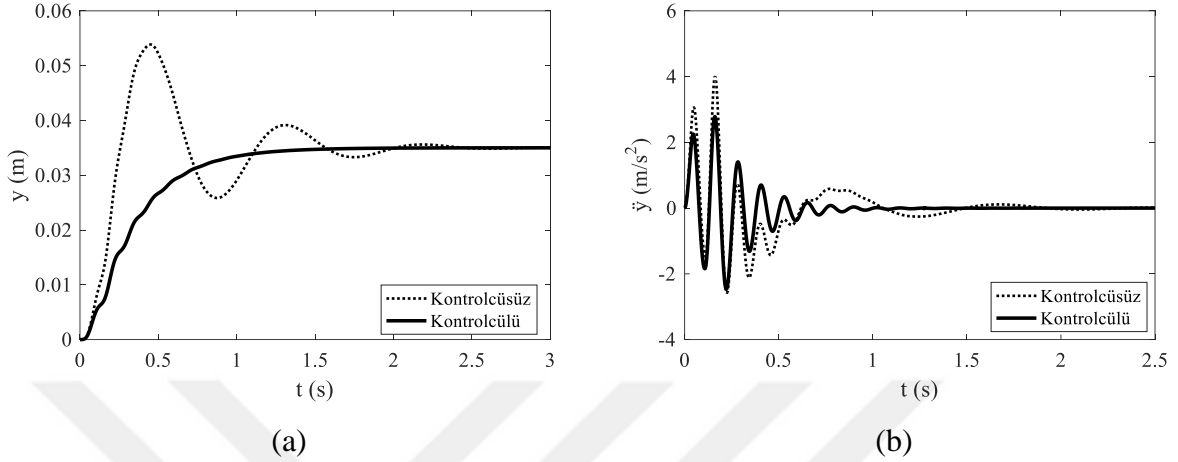 0.06
0.05
0.04
0.03
0.02
0.01
0
y (m)
Kontrolcüsüz
Kontrolcülü
0 0.5 1 1.5 2 2.5 3
t (s)
(a)
6
4
2
0
-2
-4
ÿ (m/s²)
Kontrolcüsüz
Kontrolcülü
0 0.5 1 1.5 2 2.5
t (s)
(b)